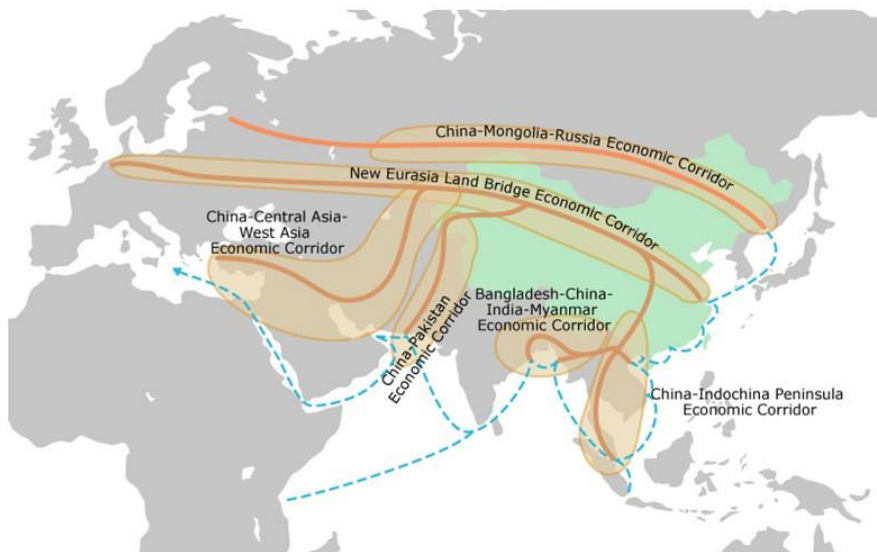 China-Mongolia-Russia Economic Corridor
New Eurasia Land Bridge Economic Corridor
China-Central Asia-
West Asia
Economic Corridor
Bangladesh-China-
India-Myanmar
Economic Corridor
China-Pakistan
Economic Corridor
China-Indochina Peninsula
Economic Corridor